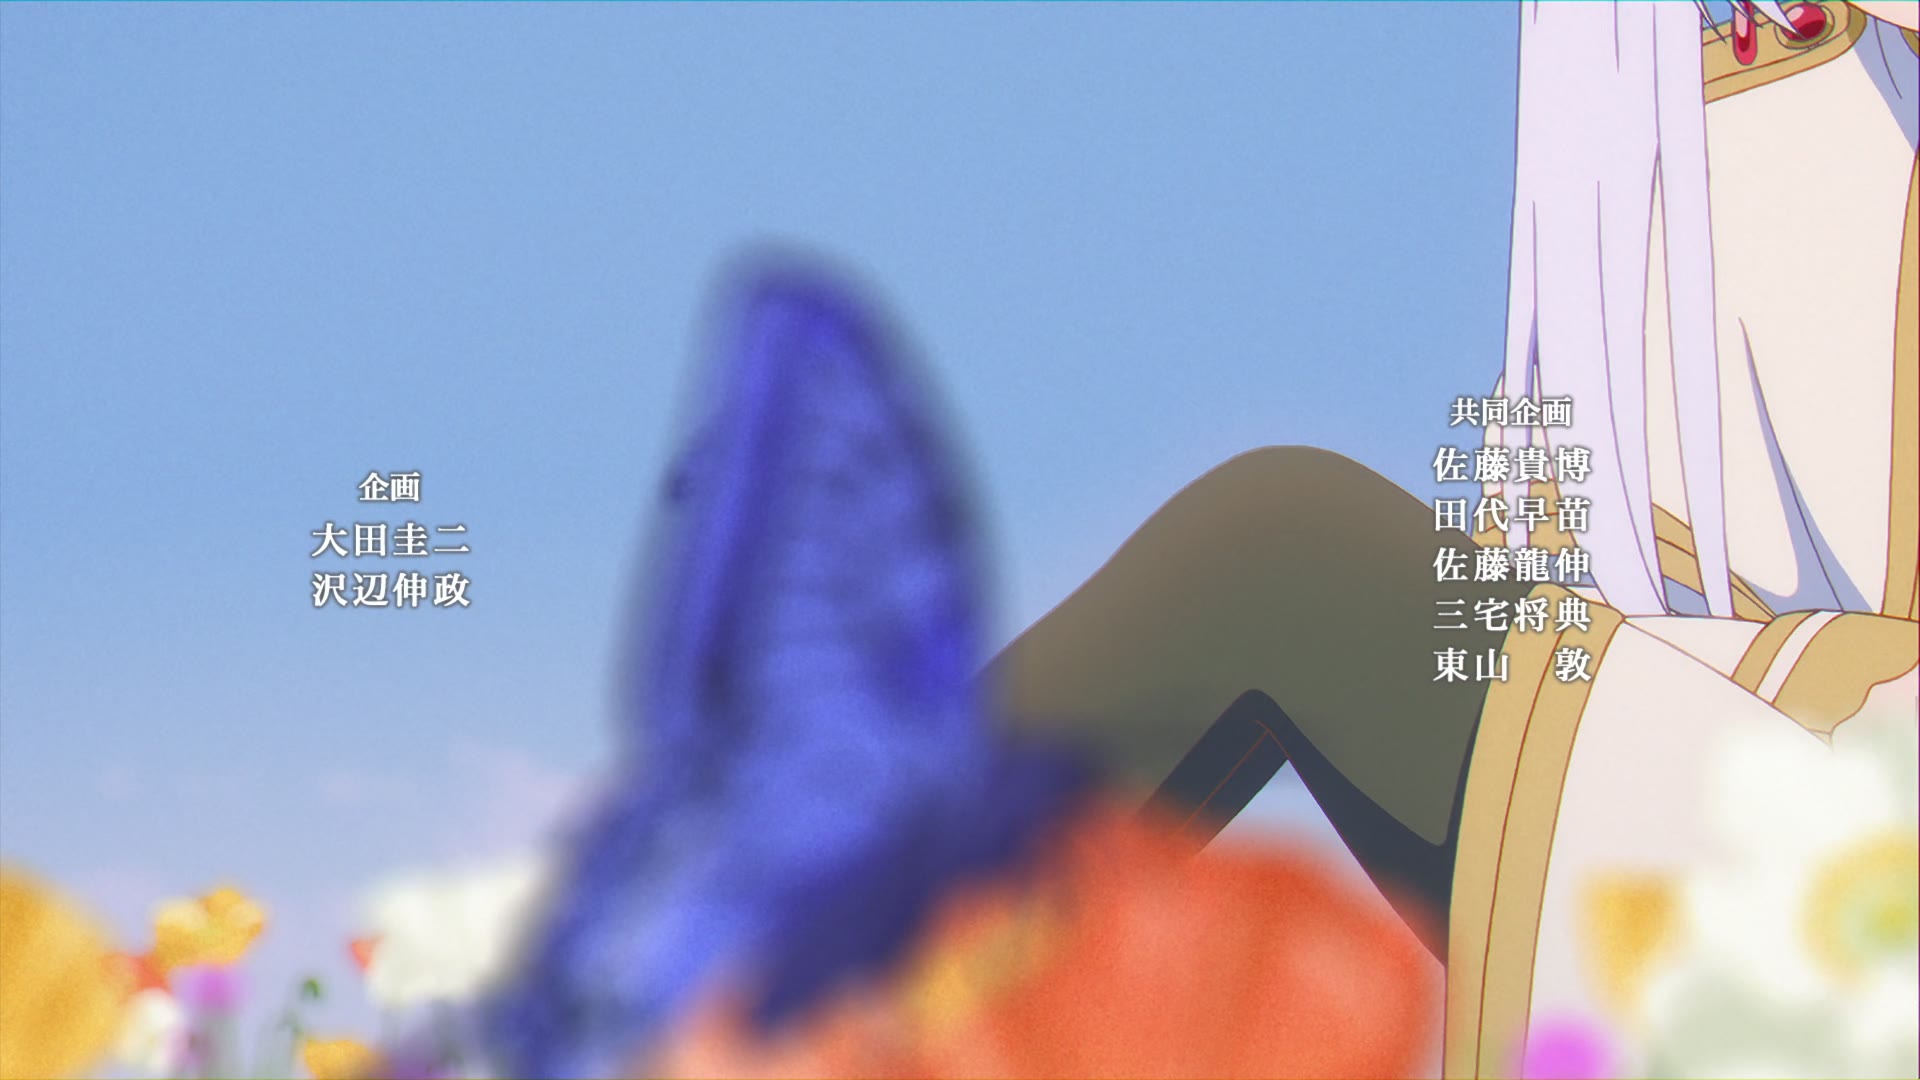 企画
大田圭二
沢辺伸政
共同企画
佐藤貴博
田代早苗
佐藤龍伸
三宅将典
東山　敦